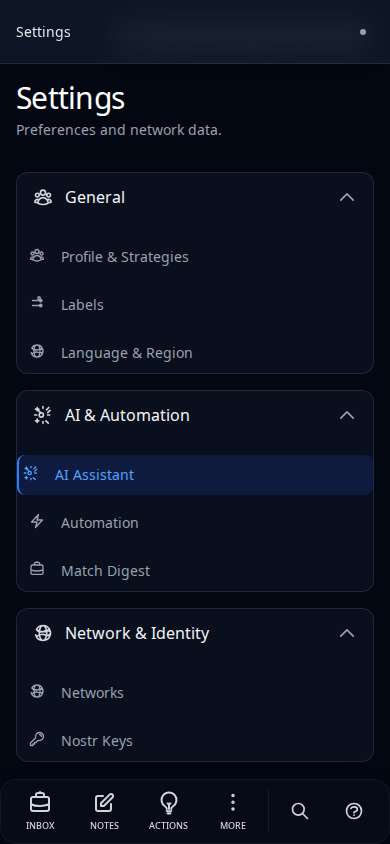 Settings
Settings
Preferences and network data.
General
Profile & Strategies
Labels
Language & Region
AI & Automation
AI Assistant
Automation
Match Digest
Network & Identity
Networks
Nostr Keys
INBOX NOTES ACTIONS MORE